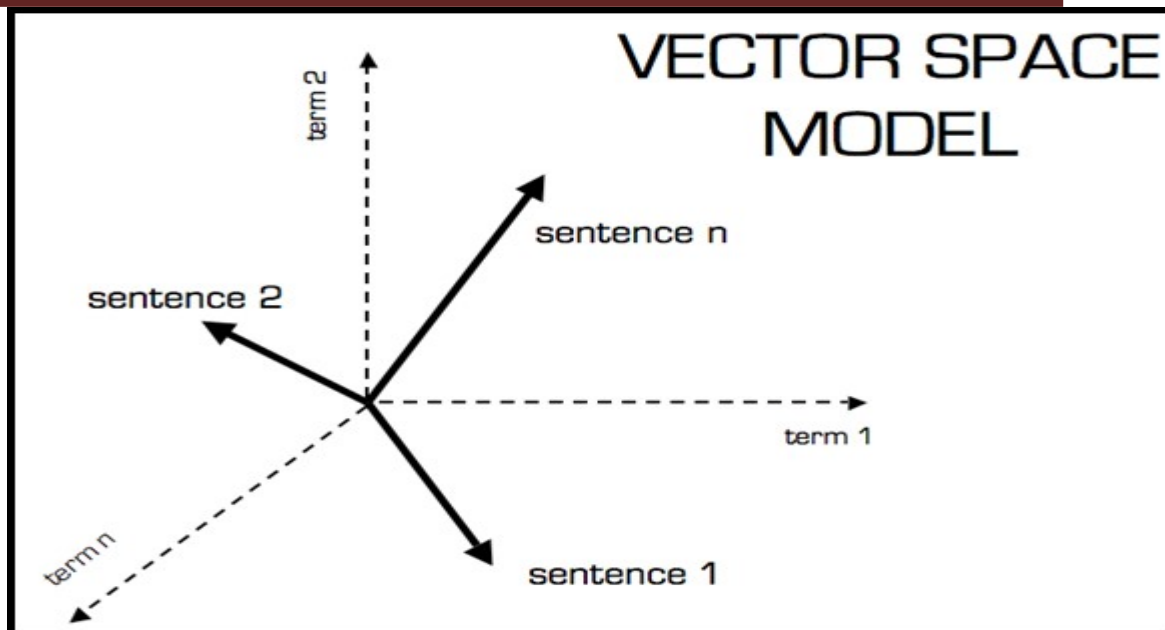 VECTOR SPACE
MODEL
term 2
sentence n
sentence 2
term 1
term n
sentence 1